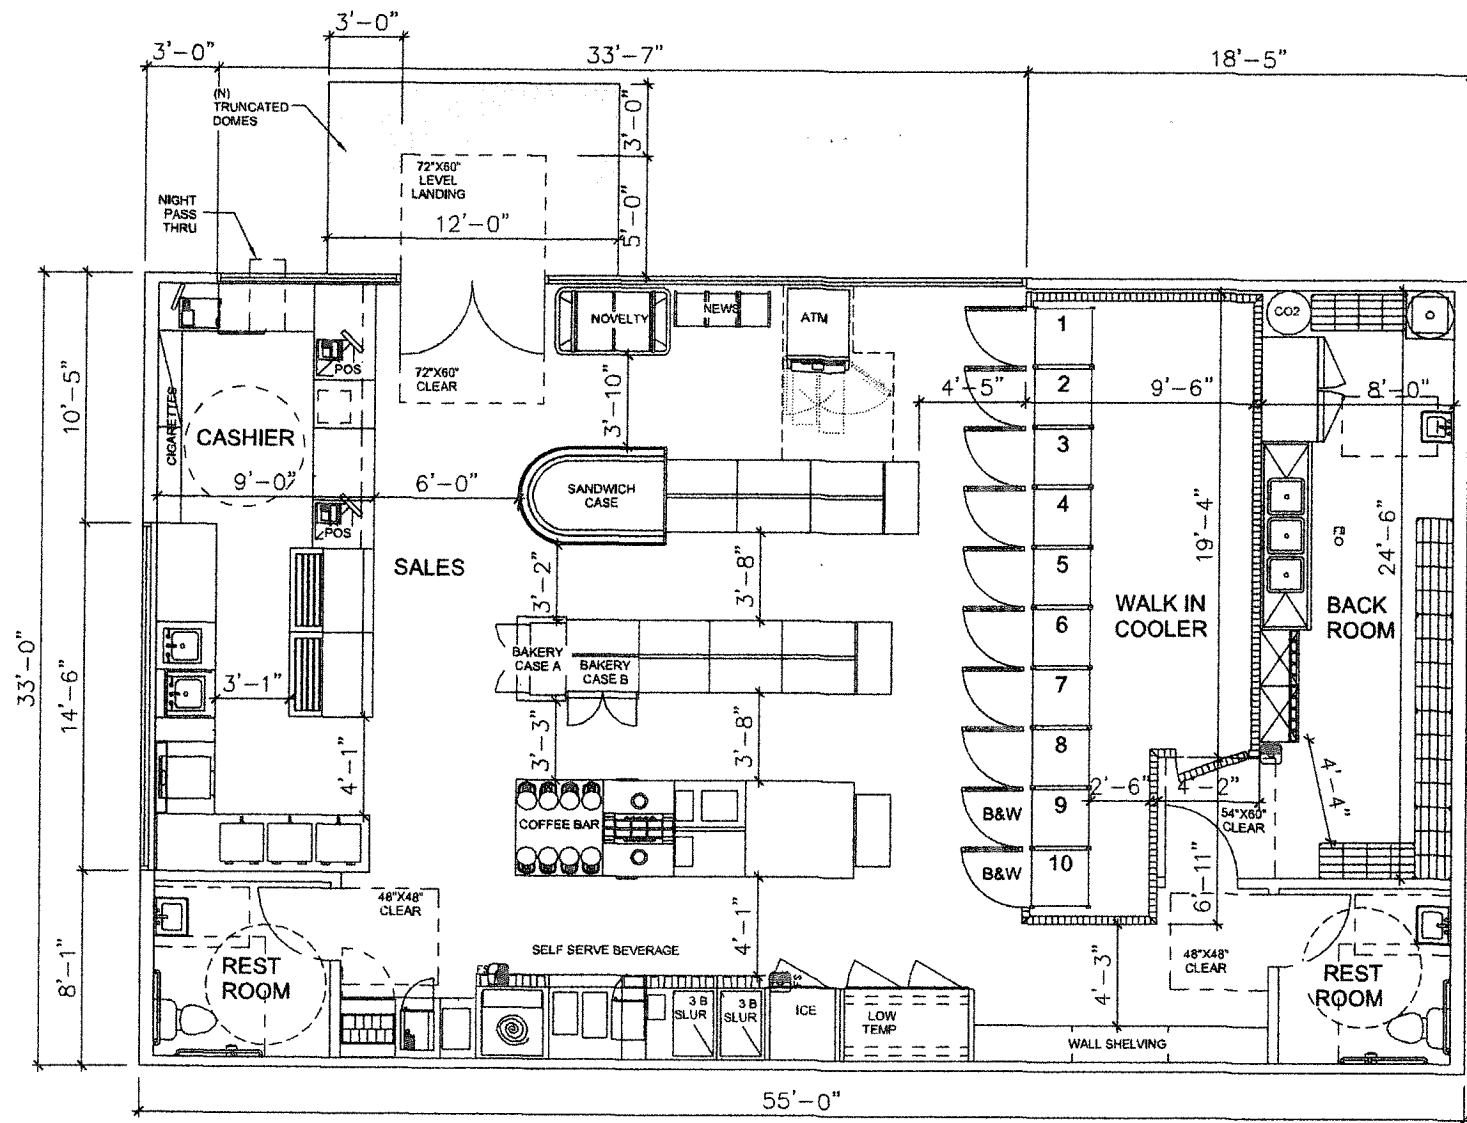 3'-0"
3'-0"
33'-7"
18'-5"
(N)
TRUNCATED
DOMES
3'-0"
72"X60"
LEVEL
LANDING
NIGHT
PASS
THRU
12'-0"
5'-0"
NOVELTY
NEWS
ATM
1
CO2
POS
72"X60"
CLEAR
2
3'-10"
4'-5"
9'-6"
8'-0"
10'-5"
CIGARETTES
CASHIER
3
9'-0"
6'-0"
SANDWICH
CASE
4
POS
19'-4"
24'-6"
SALES
3'-2"
3'-8"
5
WALK IN
COOLER
BACK
ROOM
6
33'-0"
14'-6"
BAKERY
CASE A
BAKERY
CASE B
3'-1"
7
3'-3"
3'-8"
8
4'-1"
2'-6"
4'-2"
4'-4"
B&W
9
54"X60"
CLEAR
COFFEE BAR
B&W
10
6'-11"
48"X48"
CLEAR
4'-1"
SELF SERVE BEVERAGE
8'-1"
REST
ROOM
48"X48"
CLEAR
4'-3"
REST
ROOM
3 B
SLUR
3 B
SLUR
ICE
LOW
TEMP
WALL SHELVING
55'-0"